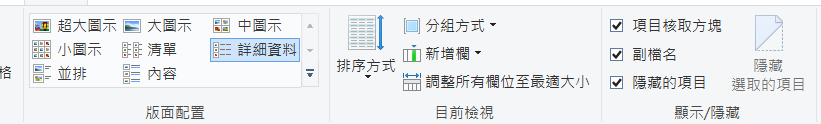 超大圖示 大圖示 中圖示
小圖示 清單 詳細資料
並排 內容
格
版面配置
排序方式
分組方式
新增欄
調整所有欄位至最適大小
目前檢視
項目核取方塊
副檔名
隱藏的項目
隱藏
選取的項目
顯示/隱藏